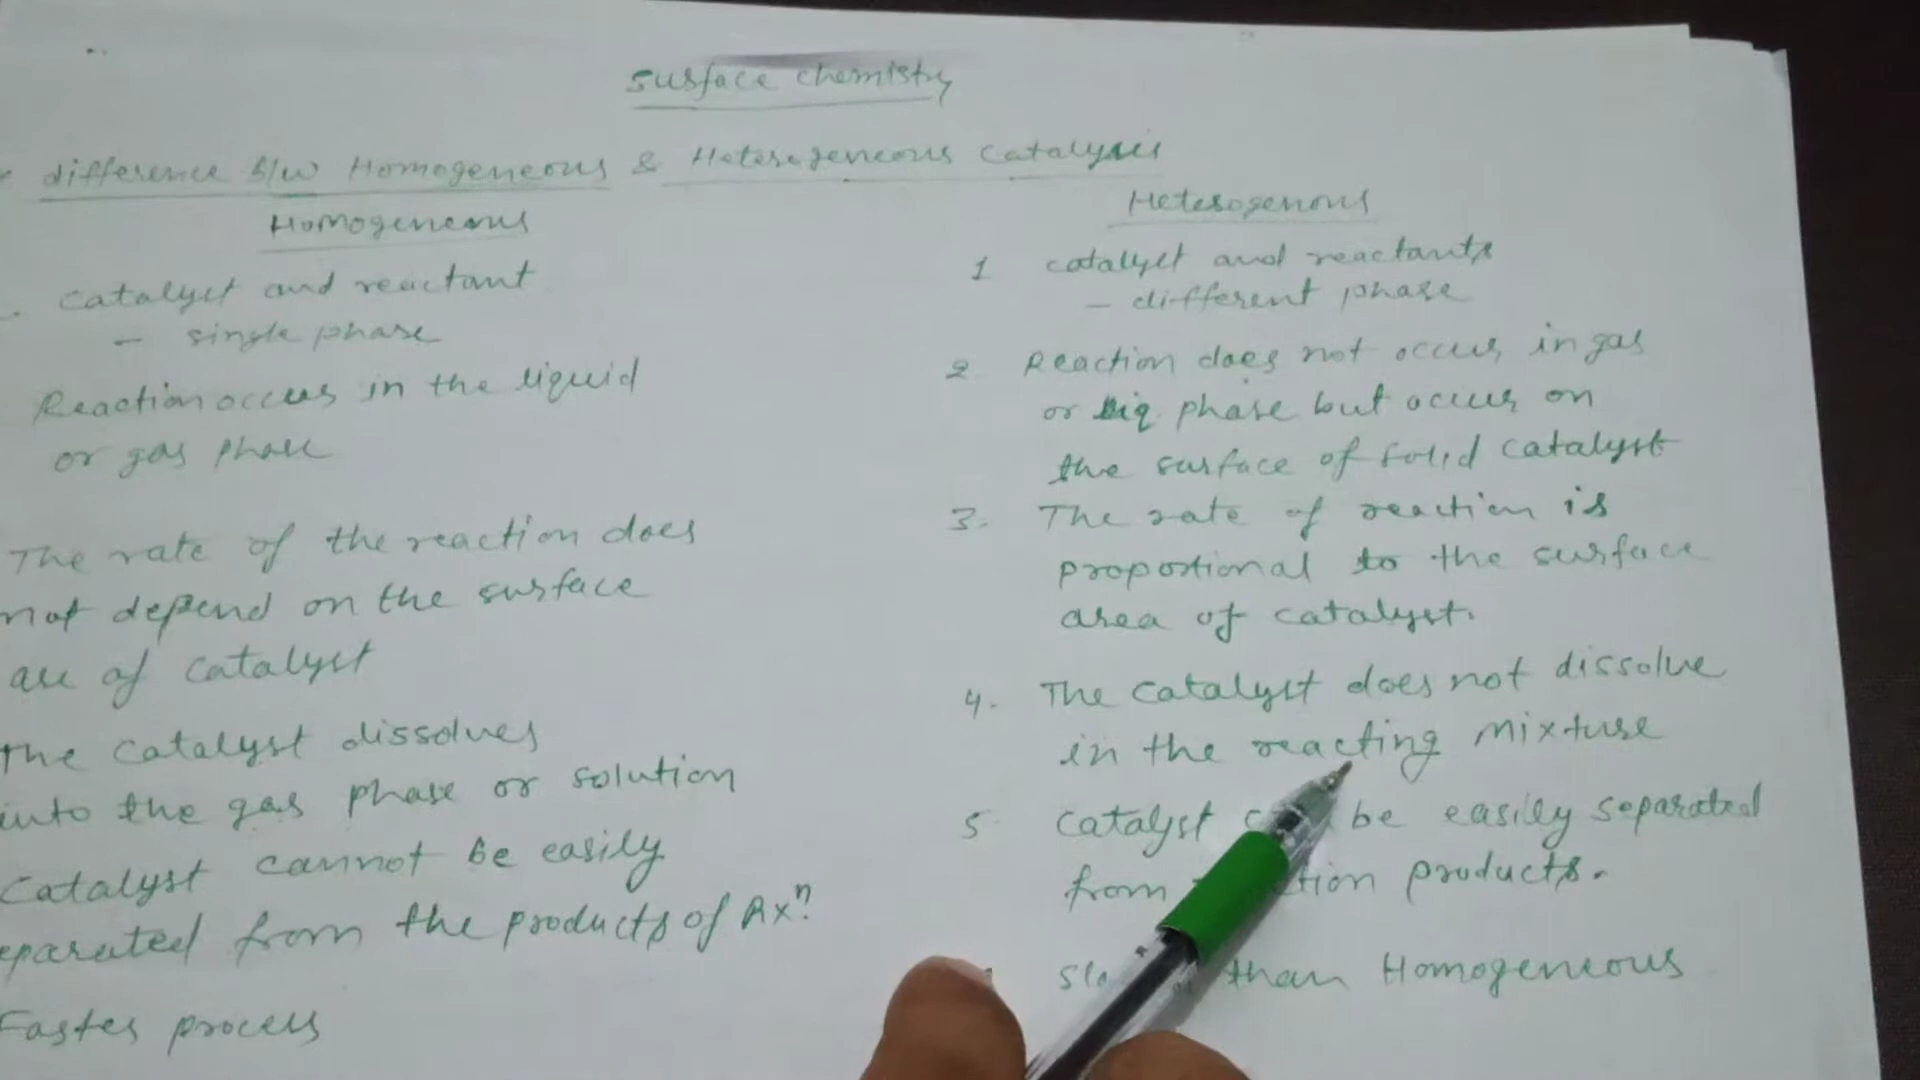 Surface chemistry
difference b/w Homogeneous & Heterogeneous Catalysis
Homogeneous
catalyst and reactant
- single phase
Reaction occurs in the liquid
or gas phase
The rate of the reaction does
not depend on the surface
are of catalyst
the catalyst dissolves
into the gas phase or solution
Catalyst cannot be easily
eparated from the products of Rxn.
Faster process
Heterogenous
1 catalyst and reactants
- different phase
2 Reaction does not occur in gas
or liq phase but occur on
the surface of solid catalyst
3. The rate of reaction is
proportional to the surface
area of catalyst.
4. The catalyst does not dissolve
in the reacting mixture
5. catalyst be easily separated
from products.
than Homogeneous